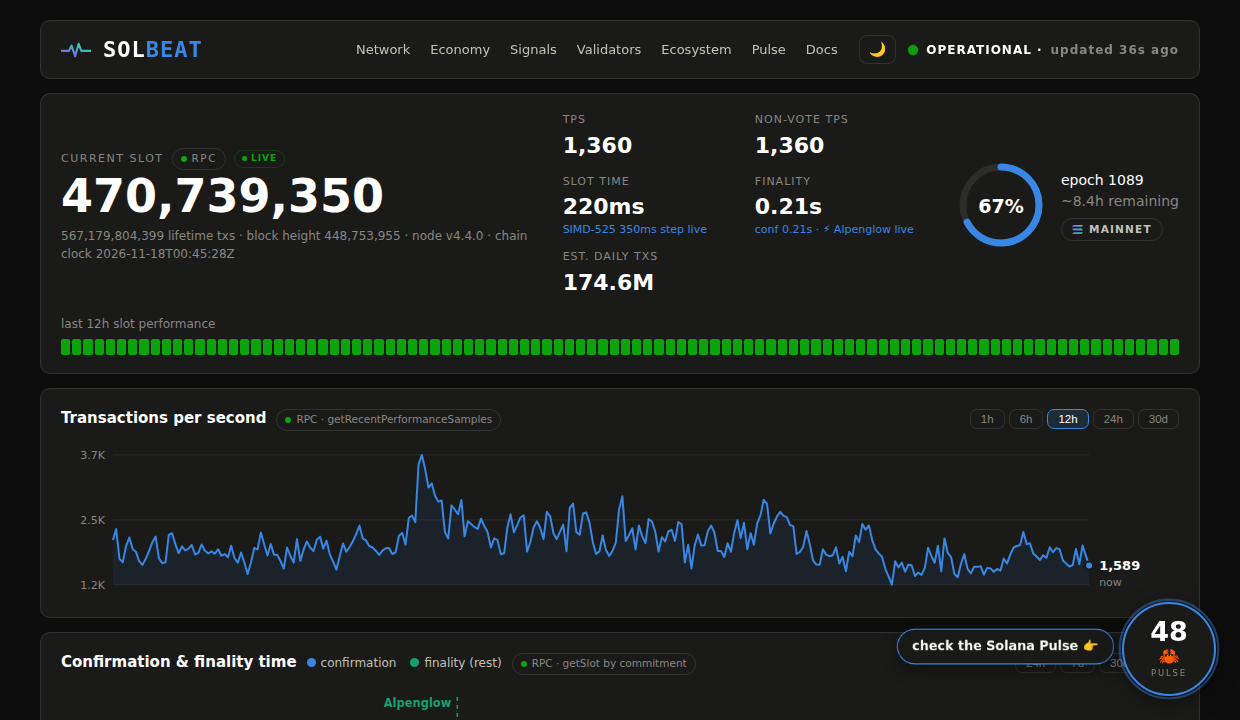 SOLBEAT
Network Economy Signals Validators Ecosystem Pulse Docs
OPERATIONAL · updated 36s ago
CURRENT SLOT RPC LIVE
470,739,350
567,179,804,399 lifetime txs · block height 448,753,955 · node v4.4.0 · chain
clock 2026-11-18T00:45:28Z
TPS
1,360
NON-VOTE TPS
1,360
SLOT TIME
220ms
SIMD-525 350ms step live
FINALITY
0.21s
conf 0.21s · ⚡ Alpenglow live
EST. DAILY TXS
174.6M
67%
epoch 1089
~8.4h remaining
MAINNET
last 12h slot performance
Transactions per second RPC · getRecentPerformanceSamples
1h 6h 12h 24h 30d
3.7K
2.5K
1.2K
1,589
now
Confirmation & finality time confirmation finality (rest) RPC · getSlot by commitment
check the Solana Pulse 👉
48
🦀
PULSE
Alpenglow